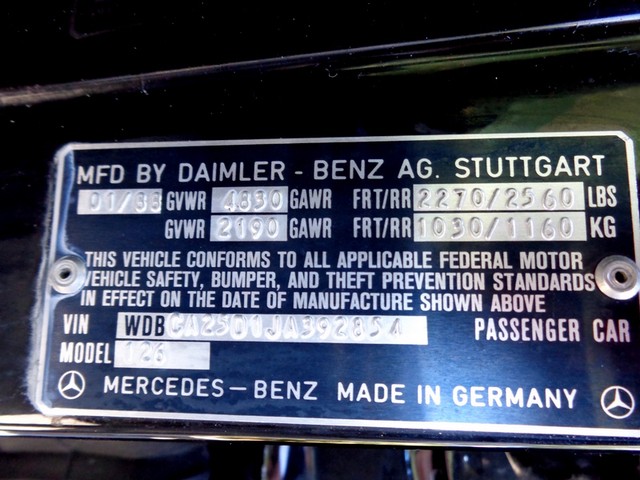 MFD BY DAIMLER - BENZ AG. STUTTGART
01/88 GVWR 4830 GAWR FRT/RR 2270/2560 LBS
GVWR 2190 GAWR FRT/RR 1030/1160 KG
THIS VEHICLE CONFORMS TO ALL APPLICABLE FEDERAL MOTOR
VEHICLE SAFETY, BUMPER, AND THEFT PREVENTION STANDARDS
IN EFFECT ON THE DATE OF MANUFACTURE SHOWN ABOVE
VIN WDBCA25D1JA392854 PASSENGER CAR
MODEL 126
MERCEDES-BENZ MADE IN GERMANY